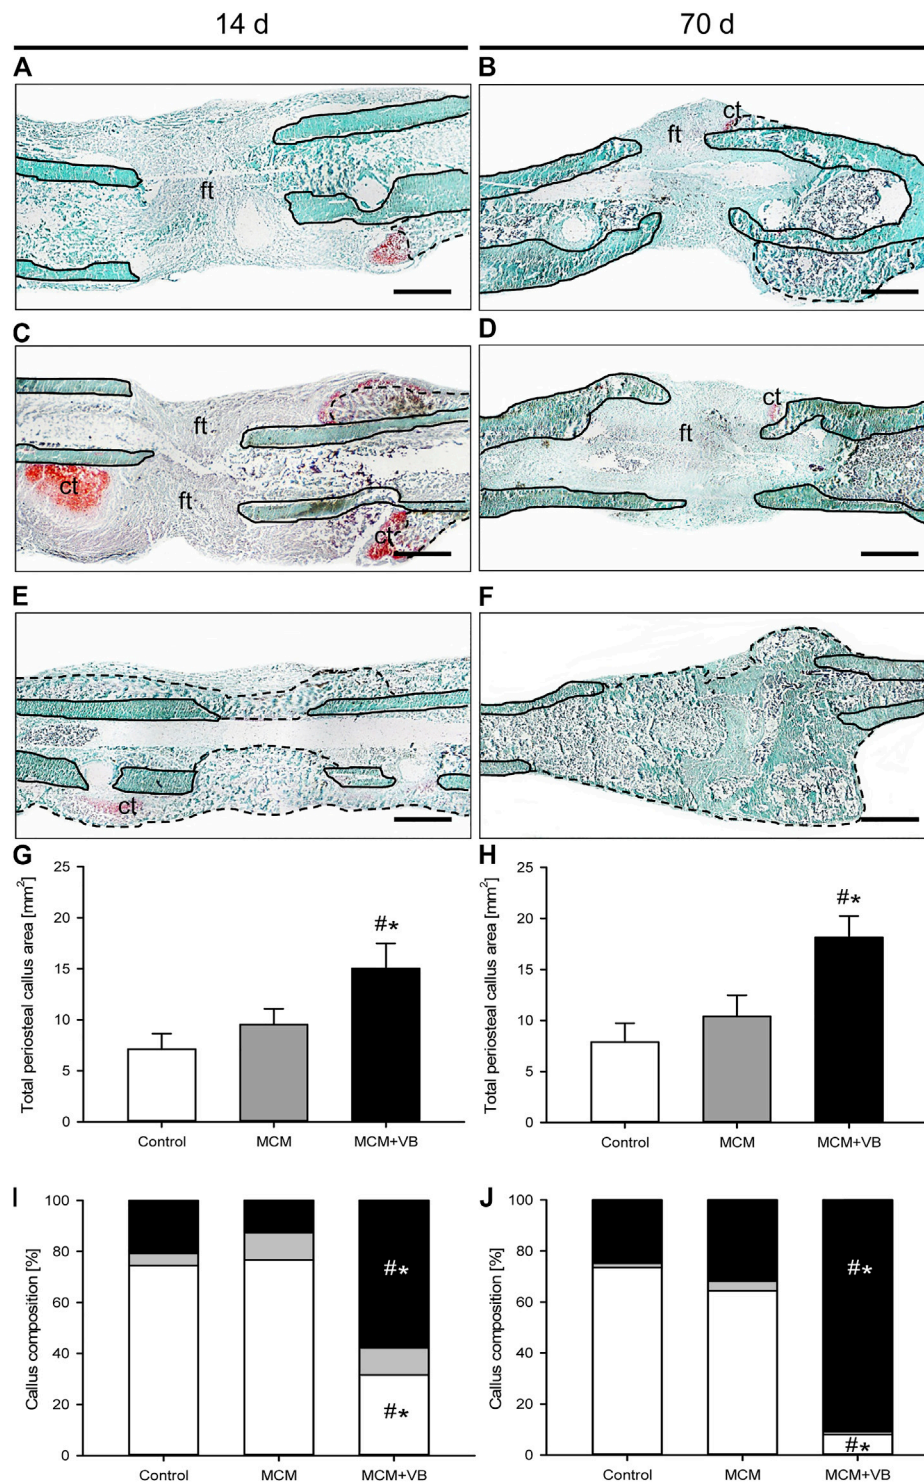 14 d 70 d
A B
ft
ft ct
C D
ft ct ft ct
ft ct
E F
ct
G H
Total periosteal callus area [mm²]
25
20
15
10
5
0
#*
Control MCM MCM+VB
Total periosteal callus area [mm²]
25
20
15
10
5
0
#*
Control MCM MCM+VB
I J
Callus composition [%]
100
80
60
40
20
0
#*
#*
Control MCM MCM+VB
Callus composition [%]
100
80
60
40
20
0
#*
#*
Control MCM MCM+VB